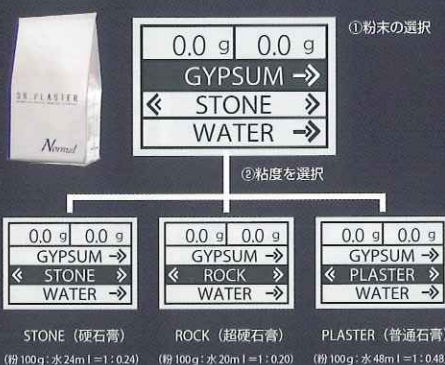 ①粉末の選択
0.0 g 0.0 g
GYPSUM →
≪ STONE ≫
WATER →
Normal
②粘度を選択
0.0 g 0.0 g
GYPSUM →
≪ STONE ≫
WATER →
0.0 g 0.0 g
GYPSUM →
≪ ROCK ≫
WATER →
0.0 g 0.0 g
GYPSUM →
≪ PLASTER ≫
WATER →
STONE（硬石膏）
（粉100g：水24ml＝1：0.24）
ROCK（超硬石膏）
（粉100g：水20ml＝1：0.20）
PLASTER（普通石膏）
（粉100g：水48ml＝1：0.48）